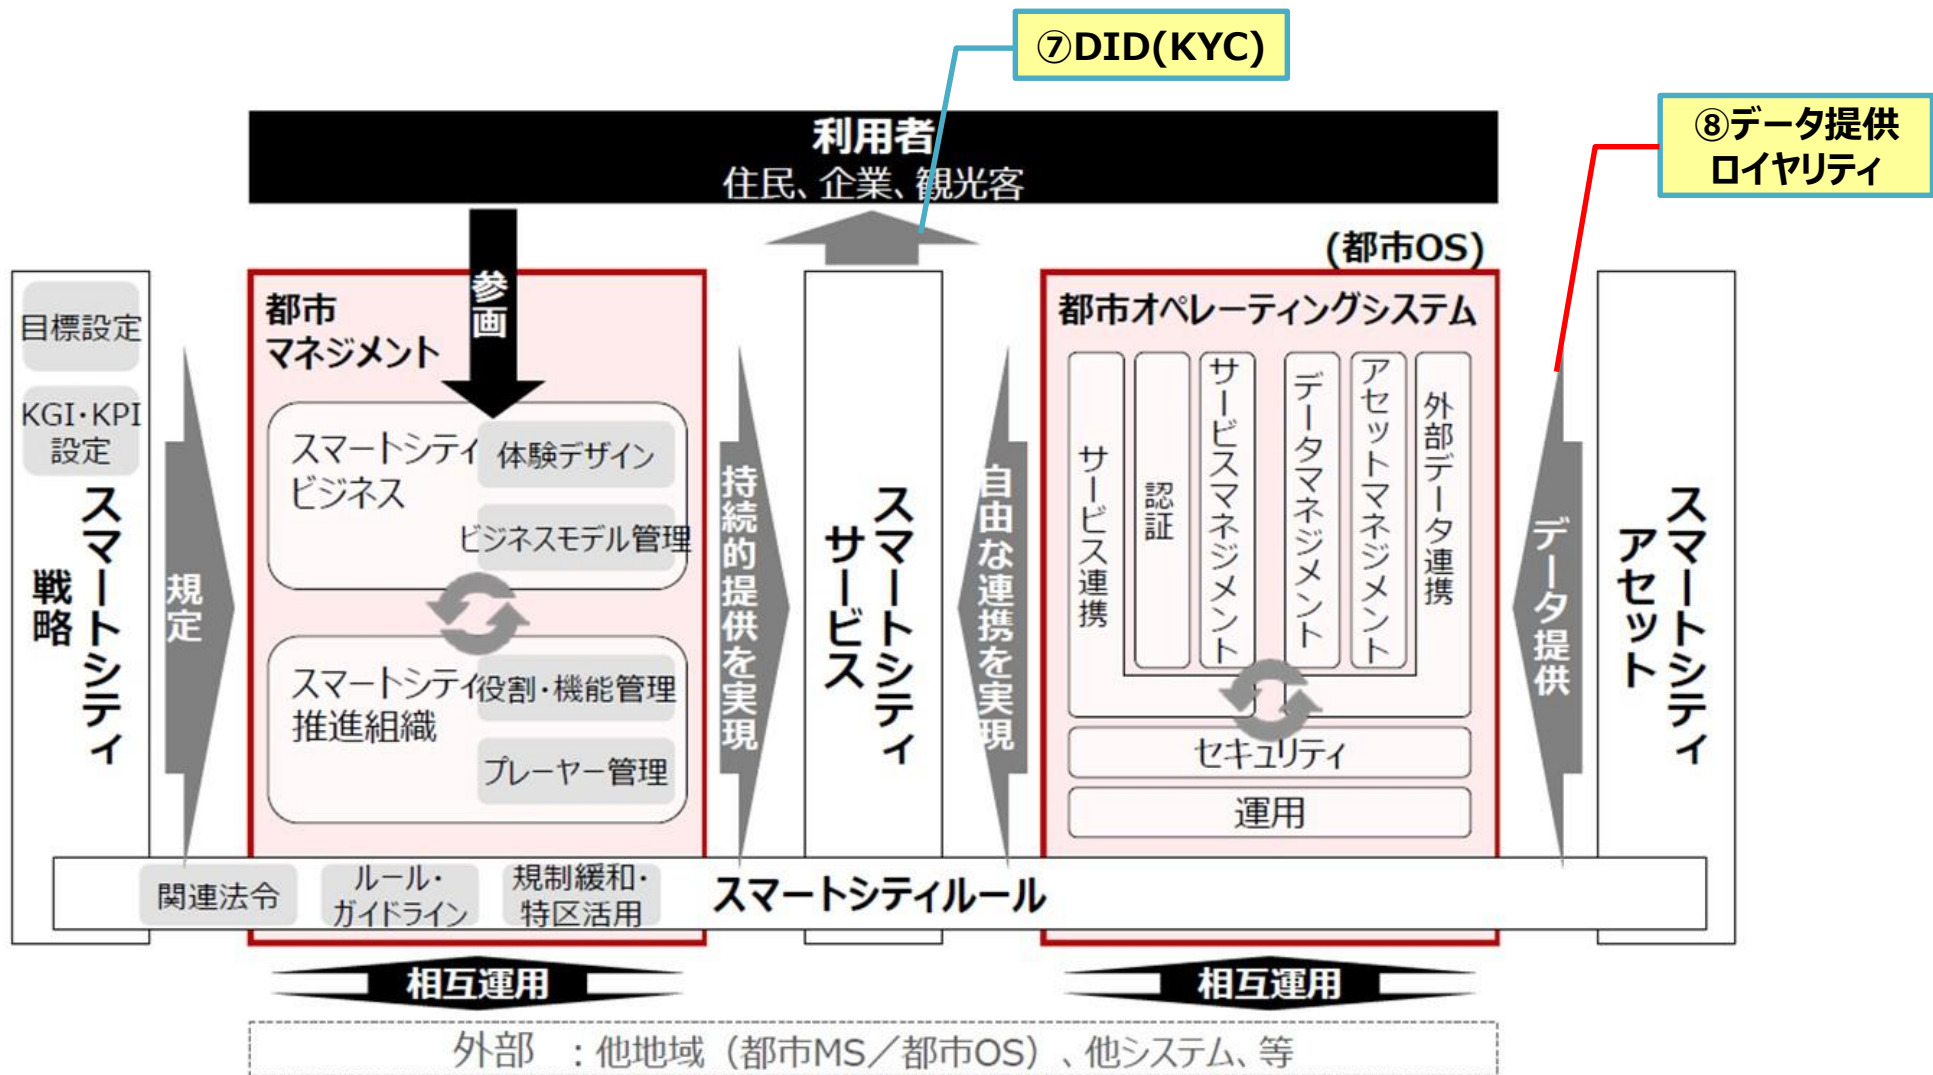 ⑦DID(KYC)
⑧データ提供
ロイヤリティ
利用者
住民、企業、観光客
(都市OS)
参画
目標設定
KGI・KPI
設定
スマートシティ
戦略
規定
都市
マネジメント
スマートシティ
ビジネス
体験デザイン
ビジネスモデル管理
スマートシティ
推進組織
役割・機能管理
プレーヤー管理
持続的提供を実現
スマートシティ
サービス
自由な連携を実現
都市オペレーティングシステム
サービス連携
認証
サービスマネジメント
データマネジメント
アセットマネジメント
外部データ連携
セキュリティ
運用
データ提供
スマートシティ
アセット
関連法令
ルール・
ガイドライン
規制緩和・
特区活用
スマートシティルール
相互運用
相互運用
外部 ：他地域（都市MS／都市OS）、他システム、等